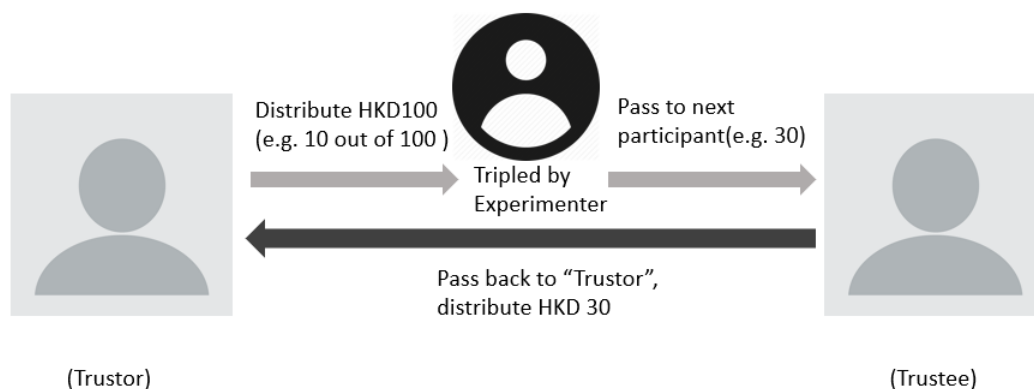 Distribute HKD100
(e.g. 10 out of 100 )
Pass to next
participant(e.g. 30)
Tripled by
Experimenter
Pass back to “Trustor”,
distribute HKD 30
(Trustor)
(Trustee)